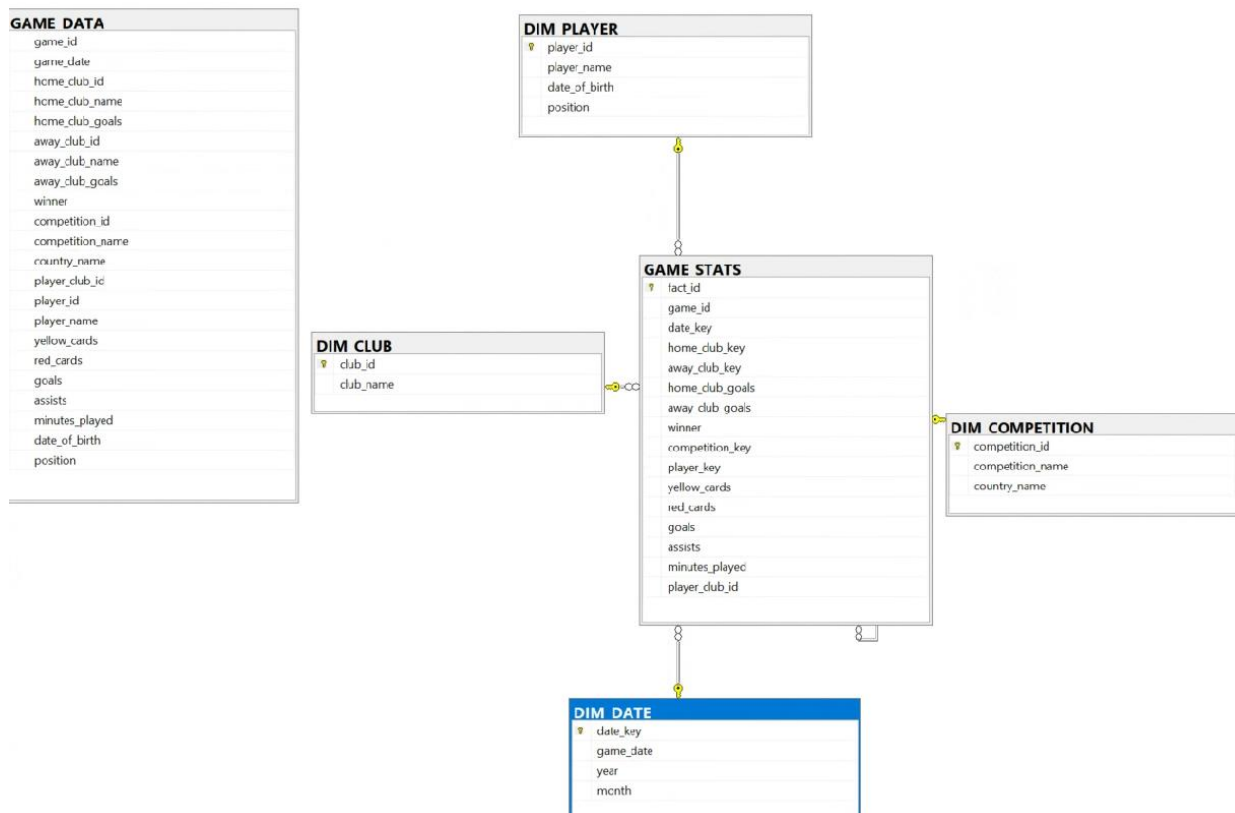 GAME DATA
game_id
game_date
home_club_id
home_club_name
home_club_goals
away_club_id
away_club_name
away_club_goals
winner
competition_id
competition_name
country_name
player_club_id
player_id
player_name
yellow_cards
red_cards
goals
assists
minutes_played
date_of_birth
position
DIM PLAYER
player_id
player_name
date_of_birth
position
DIM CLUB
club_id
club_name
GAME STATS
fact_id
game_id
date_key
home_club_key
away_club_key
home_club_goals
away_club_goals
winner
competition_key
player_key
yellow_cards
red_cards
goals
assists
minutes_played
player_club_id
DIM COMPETITION
competition_id
competition_name
country_name
DIM DATE
date_key
game_date
year
month